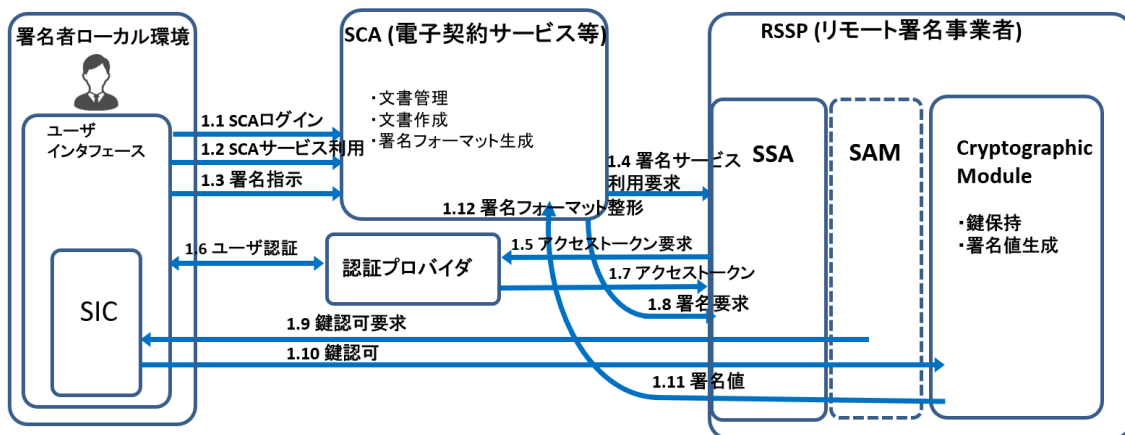 署名者ローカル環境
SCA (電子契約サービス等)
RSSP (リモート署名事業者)
ユーザ
インタフェース
1.1 SCAログイン
1.2 SCAサービス利用
1.3 署名指示
・文書管理
・文書作成
・署名フォーマット生成
1.4 署名サービス
利用要求
SSA
SAM
Cryptographic
Module
・鍵保持
・署名値生成
1.12 署名フォーマット整形
1.6 ユーザ認証
認証プロバイダ
1.5 アクセストークン要求
1.7 アクセストークン
1.8 署名要求
SIC
1.9 鍵認可要求
1.10 鍵認可
1.11 署名値